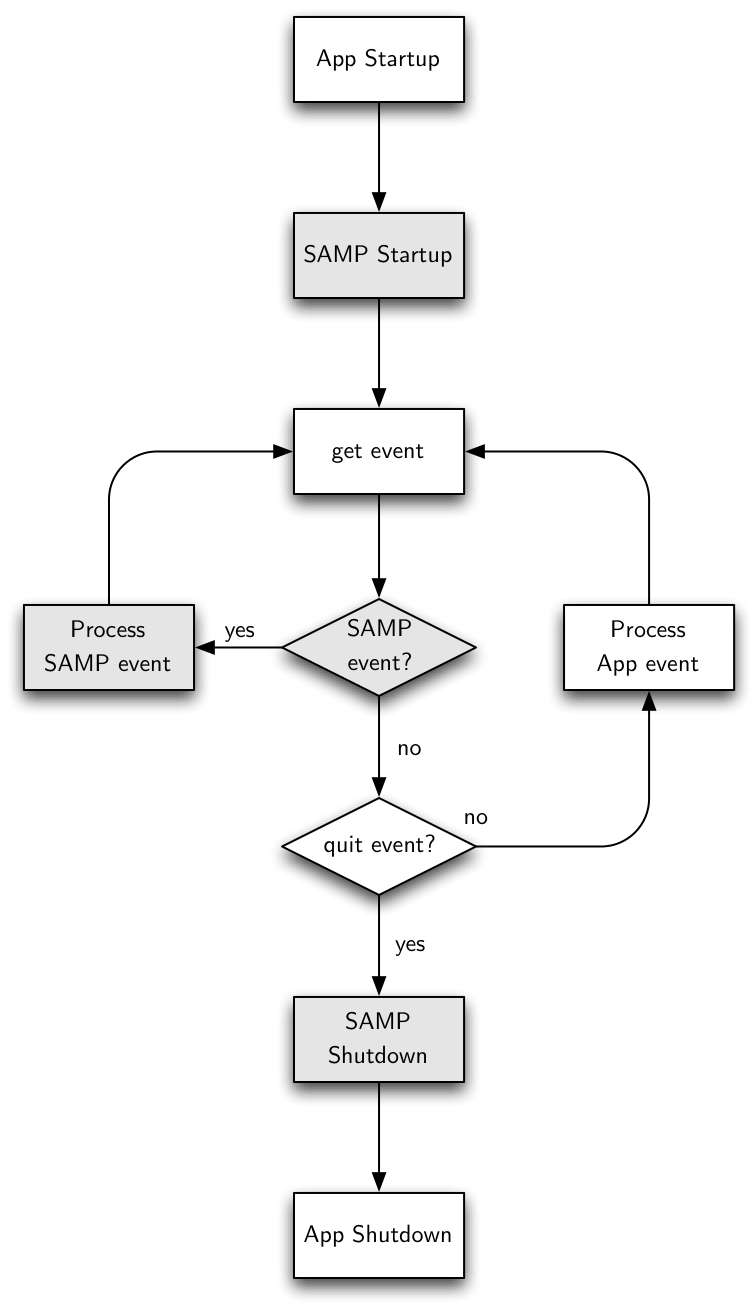 App Startup
SAMP Startup
get event
Process
SAMP event
yes
SAMP
event?
Process
App event
no
quit event?
no
yes
SAMP
Shutdown
App Shutdown